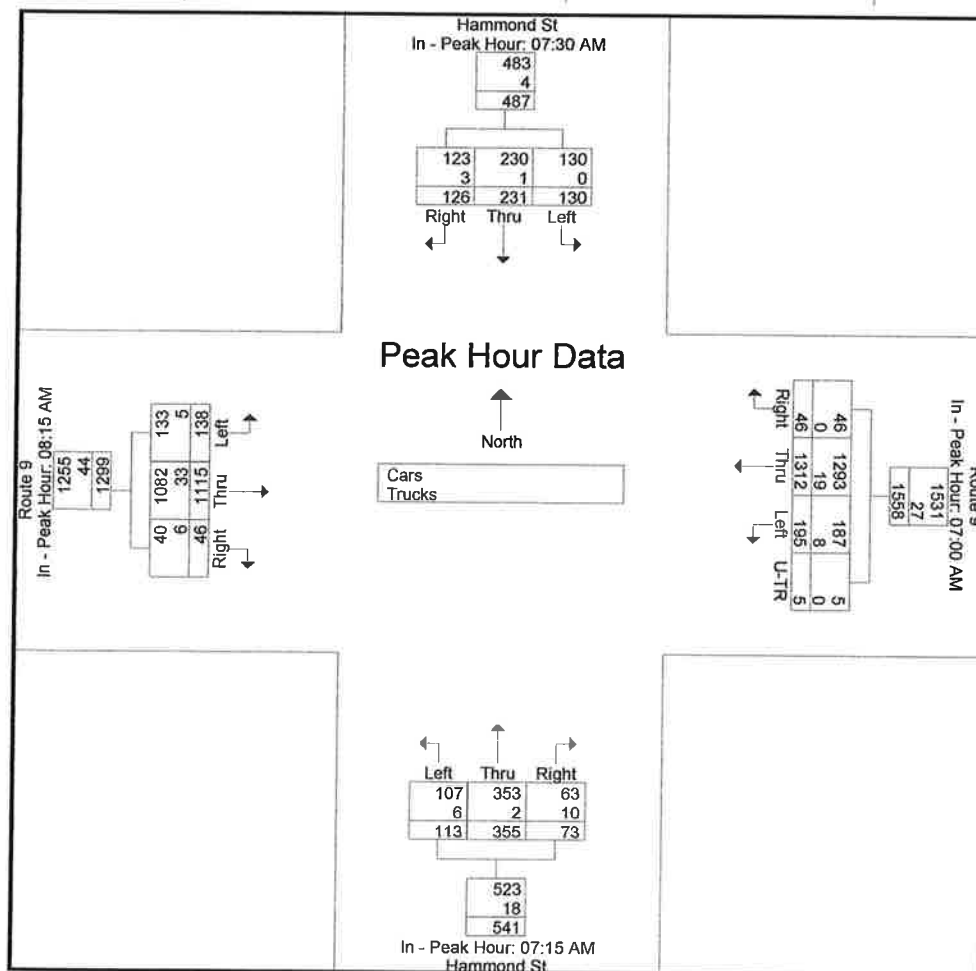 Hammond St
In - Peak Hour: 07:30 AM
483
4
487
123 230 130
3 1 0
126 231 130
Right Thru Left
Peak Hour Data
North
Cars
Trucks
Route 9
In - Peak Hour: 08:15 AM
1255
44
1299
133 1082 40
5 33 6
138 1115 46
Left Thru Right
Route 9
In - Peak Hour: 07:00 AM
1531
27
1558
46 1293 187 5
0 19 8 0
46 1312 195 5
Right Thru Left U-TR
Left Thru Right
107 353 63
6 2 10
113 355 73
523
18
541
In - Peak Hour: 07:15 AM
Hammond St